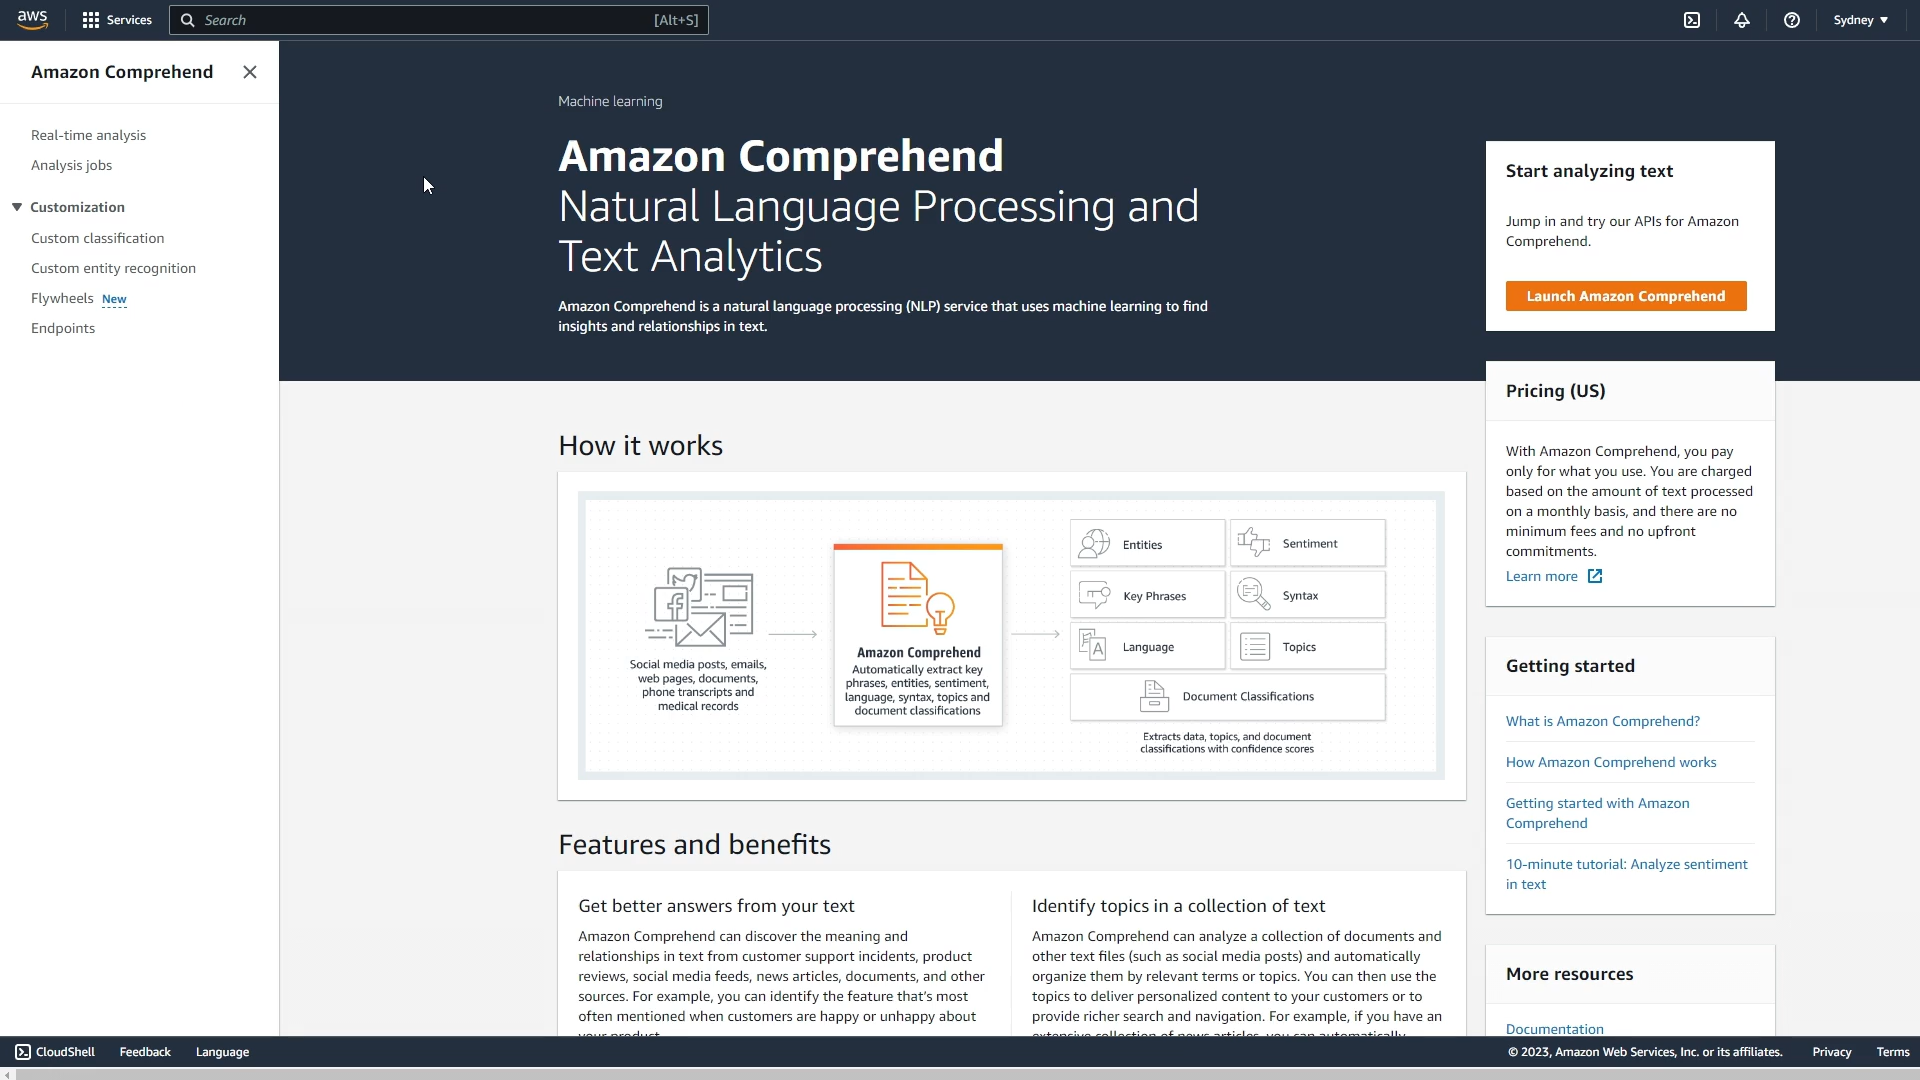 aws
Services
Search
[Alt+S]
Sydney
Amazon Comprehend
Real-time analysis
Analysis jobs
Customization
Custom classification
Custom entity recognition
Flywheels New
Endpoints
Machine learning
Amazon Comprehend
Natural Language Processing and
Text Analytics
Amazon Comprehend is a natural language processing (NLP) service that uses machine learning to find
insights and relationships in text.
Start analyzing text
Jump in and try our APIs for Amazon
Comprehend.
Launch Amazon Comprehend
Pricing (US)
With Amazon Comprehend, you pay
only for what you use. You are charged
based on the amount of text processed
on a monthly basis, and there are no
minimum fees and no upfront
commitments.
Learn more
How it works
Social media posts, emails,
web pages, documents,
phone transcripts and
medical records
Amazon Comprehend
Automatically extract key
phrases, entities, sentiment,
language, syntax, topics and
document classifications
Entities
Sentiment
Key Phrases
Syntax
A
Language
Topics
Document Classifications
Extracts data, topics, and document
classifications with confidence scores
Getting started
What is Amazon Comprehend?
How Amazon Comprehend works
Getting started with Amazon
Comprehend
10-minute tutorial: Analyze sentiment
in text
Features and benefits
Get better answers from your text
Amazon Comprehend can discover the meaning and
relationships in text from customer support incidents, product
reviews, social media feeds, news articles, documents, and other
sources. For example, you can identify the feature that's most
often mentioned when customers are happy or unhappy about
your product.
Identify topics in a collection of text
Amazon Comprehend can analyze a collection of documents and
other text files (such as social media posts) and automatically
organize them by relevant terms or topics. You can then use the
topics to deliver personalized content to your customers or to
provide richer search and navigation. For example, if you have an
extensive collection of news articles, you can automatically
More resources
Documentation
CloudShell
Feedback
Language
© 2023, Amazon Web Services, Inc. or its affiliates.
Privacy
Terms